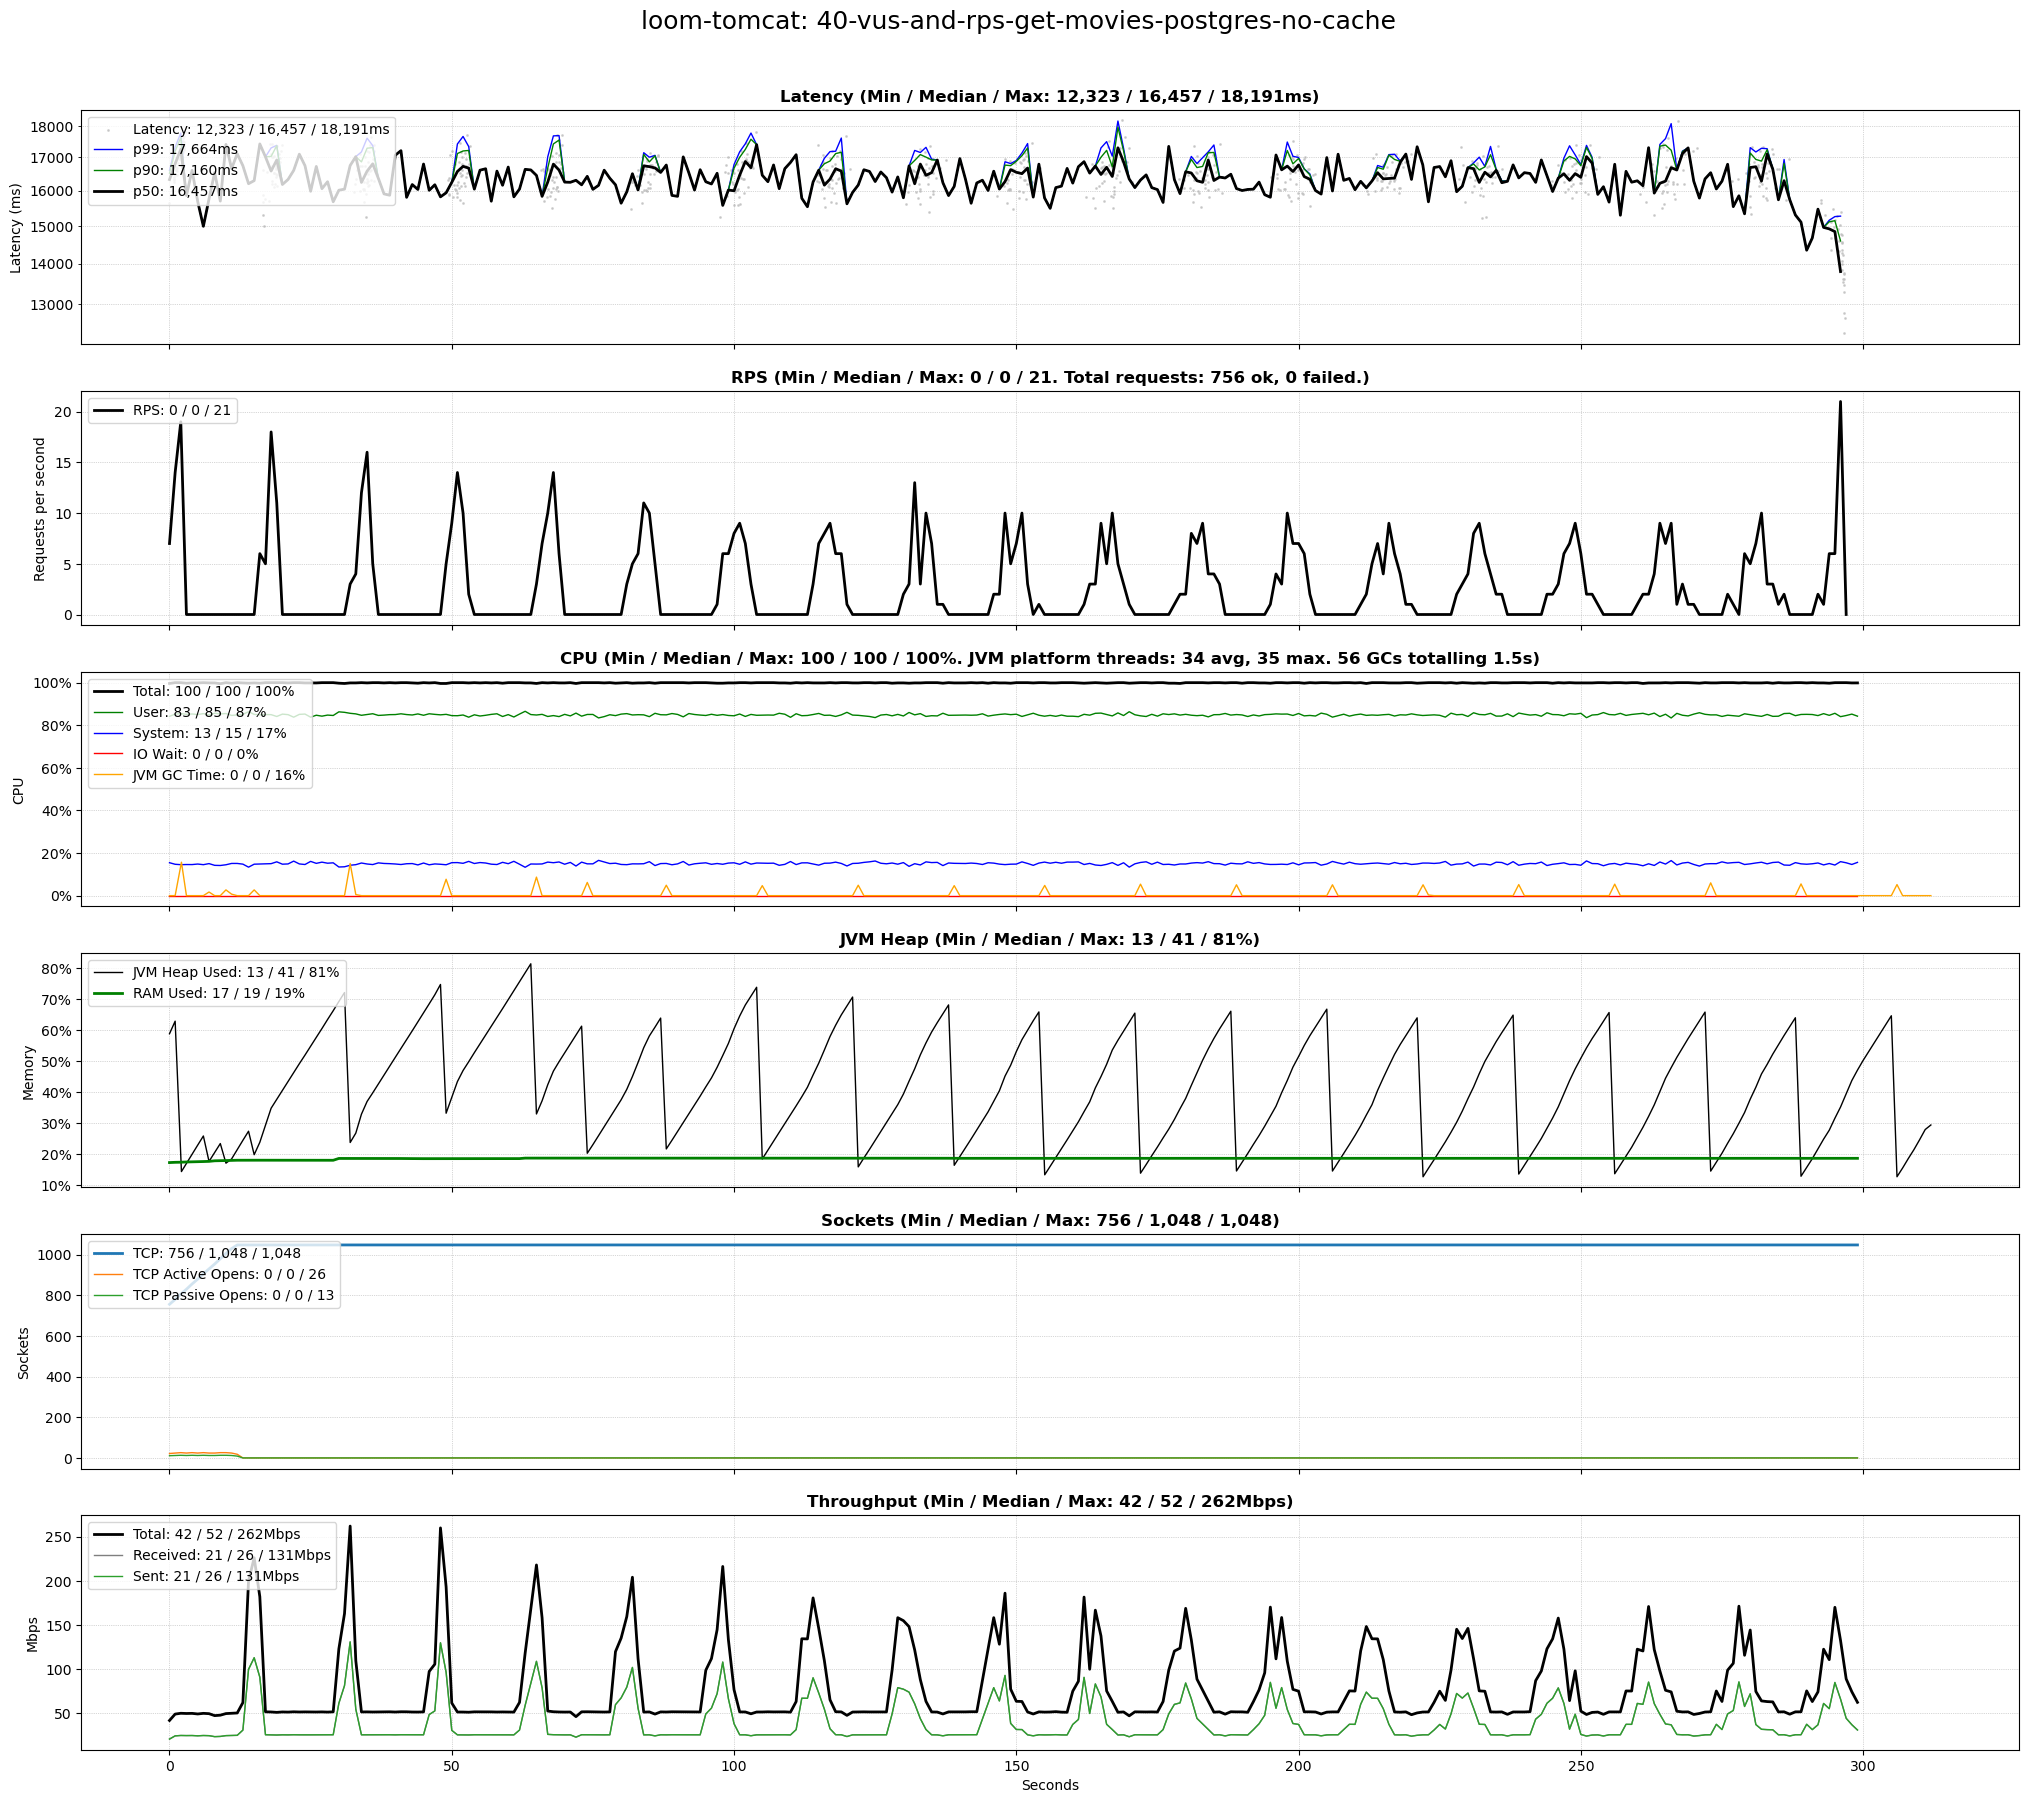 loom-tomcat: 40-vus-and-rps-get-movies-postgres-no-cache
Latency (Min / Median / Max: 12,323 / 16,457 / 18,191ms)
Latency (ms)
18000
17000
16000
15000
14000
13000
Latency: 12,323 / 16,457 / 18,191ms
p99: 17,664ms
p90: 17,160ms
p50: 16,457ms
RPS (Min / Median / Max: 0 / 0 / 21. Total requests: 756 ok, 0 failed.)
Requests per second
20
15
10
5
0
RPS: 0 / 0 / 21
CPU (Min / Median / Max: 100 / 100 / 100%. JVM platform threads: 34 avg, 35 max. 56 GCs totalling 1.5s)
CPU
100%
80%
60%
40%
20%
0%
Total: 100 / 100 / 100%
User: 83 / 85 / 87%
System: 13 / 15 / 17%
IO Wait: 0 / 0 / 0%
JVM GC Time: 0 / 0 / 16%
JVM Heap (Min / Median / Max: 13 / 41 / 81%)
Memory
80%
70%
60%
50%
40%
30%
20%
10%
JVM Heap Used: 13 / 41 / 81%
RAM Used: 17 / 19 / 19%
Sockets (Min / Median / Max: 756 / 1,048 / 1,048)
Sockets
1000
800
600
400
200
0
TCP: 756 / 1,048 / 1,048
TCP Active Opens: 0 / 0 / 26
TCP Passive Opens: 0 / 0 / 13
Throughput (Min / Median / Max: 42 / 52 / 262Mbps)
Mbps
250
200
150
100
50
Total: 42 / 52 / 262Mbps
Received: 21 / 26 / 131Mbps
Sent: 21 / 26 / 131Mbps
0 50 100 150 200 250 300
Seconds